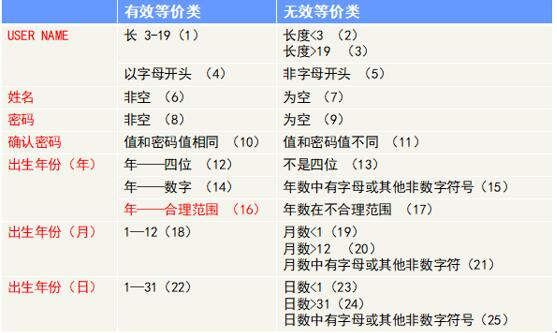 有效等价类 无效等价类
USER NAME 长 3-19（1） 长度<3 （2）
长度>19 （3）
以字母开头 （4） 非字母开头 （5）
姓名 非空 （6） 为空 （7）
密码 非空 （8） 为空 （9）
确认密码 值和密码值相同 （10） 值和密码值不同 （11）
出生年份（年） 年——四位 （12） 不是四位 （13）
年——数字 （14） 年数中有字母或其他非数字符号（15）
年——合理范围 （16） 年数在不合理范围 （17）
出生年份（月） 1—12（18） 月数<1（19）
月数>12 （20）
月数中有字母或其他非数字符（21）
出生年份（日） 1—31（22） 日数<1（23）
日数>31（24）
日数中有字母或其他非数字符号（25）